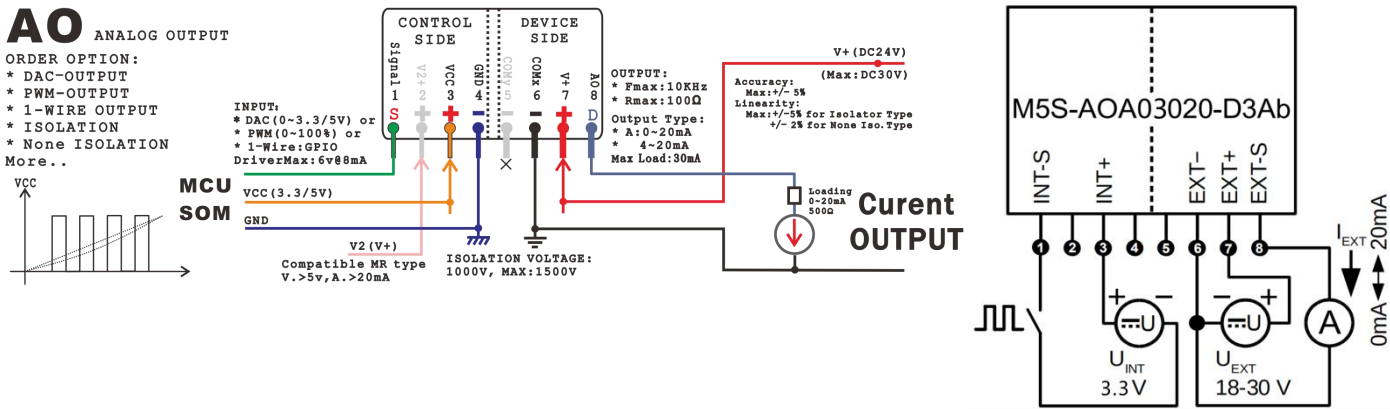 AO ANALOG OUTPUT
ORDER OPTION:
* DAC-OUTPUT
* PWM-OUTPUT
* 1-WIRE OUTPUT
* ISOLATION
* None ISOLATION
More..
VCC
INPUT:
* DAC(0~3.3/5V) or
* PWM(0~100%) or
* 1-Wire:GPIO
DriverMax:6v@8mA
MCU
SOM
VCC(3.3/5V)
GND
V2(V+)
Compatible MR type
V.>5v,A.>20mA
CONTROL SIDE
DEVICE SIDE
Signal 1 S
V2+ 2 +
VCC 3 +
GND 4 -
COMv 5 -
COMx 6 -
V+ 7 +
AO 8 D
ISOLATION VOLTAGE:
1000V, MAX:1500V
OUTPUT:
* Fmax:10KHz
* Rmax:100Ω
Output Type:
* A:0~20mA
* 4~20mA
Max Load:30mA
V+(DC24V)
(Max:DC30V)
Accuracy:
Max:+/- 5%
Linearity:
Max:+/-5% for Isolator Type
+/- 2% for None Iso.Type
Loading
0~20mA
500Ω
Curent
OUTPUT
M5S-AOA03020-D3Ab
INT-S
INT+
EXT-
EXT+
EXT-S
1 2 3 4 5 6 7 8
+ -
U
UINT
3.3 V
- +
U
UEXT
18-30 V
A
IEXT
0mA
20mA